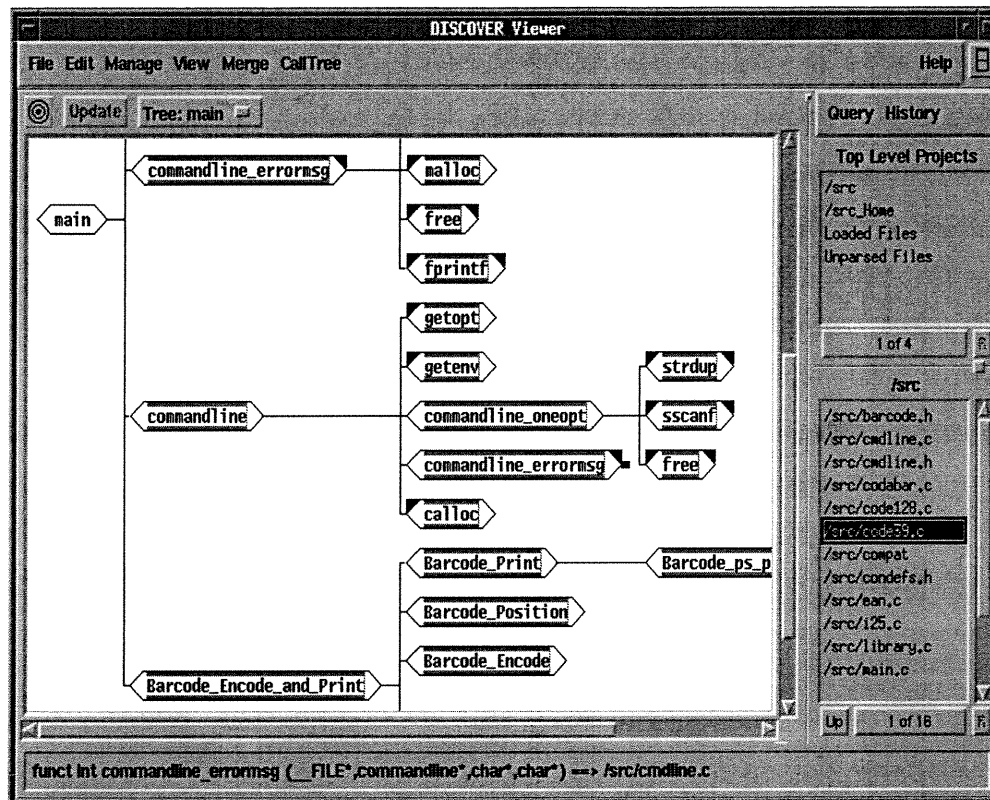 DISCOVER Viewer
File Edit Manage View Merge CallTree Help
Update Tree: main
commandline_errormsg
malloc
main
free
fprintf
getopt
getenv
strdup
commandline
commandline_oneopt
sscanf
commandline_errormsg
free
calloc
Barcode_Print
Barcode_ps_p
Barcode_Position
Barcode_Encode
Barcode_Encode_and_Print
Query History
Top Level Projects
/src
/src_Home
Loaded Files
Unparsed Files
1 of 4
/src
/src/barcode.h
/src/cmdline.c
/src/cmdline.h
/src/codabar.c
/src/code128.c
/src/code39.c
/src/compat
/src/condefs.h
/src/ean.c
/src/i25.c
/src/library.c
/src/main.c
Up 1 of 16
funct int commandline_errormsg (__FILE*,commandline*,char*,char*) ==> /src/cmdline.c